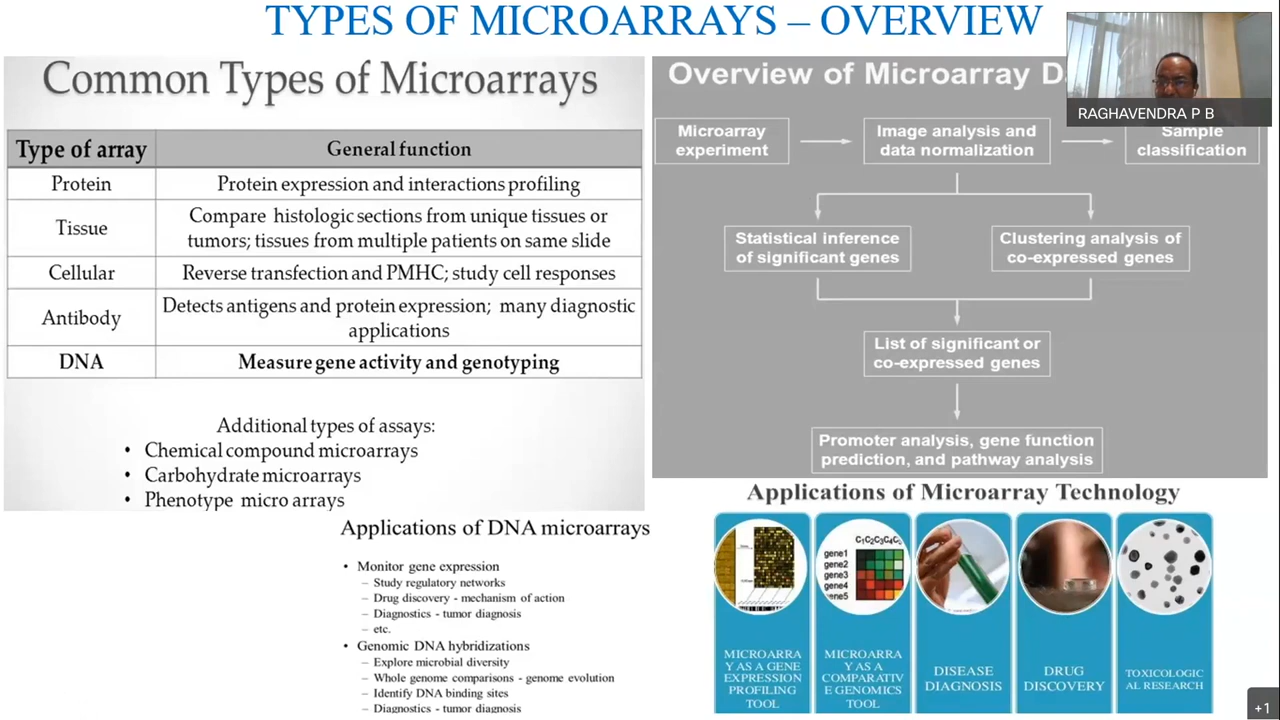 TYPES OF MICROARRAYS – OVERVIEW
Common Types of Microarrays
Type of array General function
Protein Protein expression and interactions profiling
Tissue Compare histologic sections from unique tissues or
tumors; tissues from multiple patients on same slide
Cellular Reverse transfection and PMHC; study cell responses
Antibody Detects antigens and protein expression; many diagnostic
applications
DNA Measure gene activity and genotyping
Additional types of assays:
• Chemical compound microarrays
• Carbohydrate microarrays
• Phenotype micro arrays
Applications of DNA microarrays
• Monitor gene expression
– Study regulatory networks
– Drug discovery - mechanism of action
– Diagnostics - tumor diagnosis
– etc.
• Genomic DNA hybridizations
– Explore microbial diversity
– Whole genome comparisons - genome evolution
– Identify DNA binding sites
– Diagnostics - tumor diagnosis
Overview of Microarray D
RAGHAVENDRA P B
Microarray
experiment
Image analysis and
data normalization
Sample
classification
Statistical inference
of significant genes
Clustering analysis of
co-expressed genes
List of significant or
co-expressed genes
Promoter analysis, gene function
prediction, and pathway analysis
Applications of Microarray Technology
C1C2C3C4C
gene1
gene2
gene3
gene4
gene5
MICROARRA
Y AS A GENE
EXPRESSION
PROFILING
TOOL
MICROARRA
Y AS A
COMPARATIV
E GENOMICS
TOOL
DISEASE
DIAGNOSIS
DRUG
DISCOVERY
TOXICOLOGIC
AL RESEARCH
+1